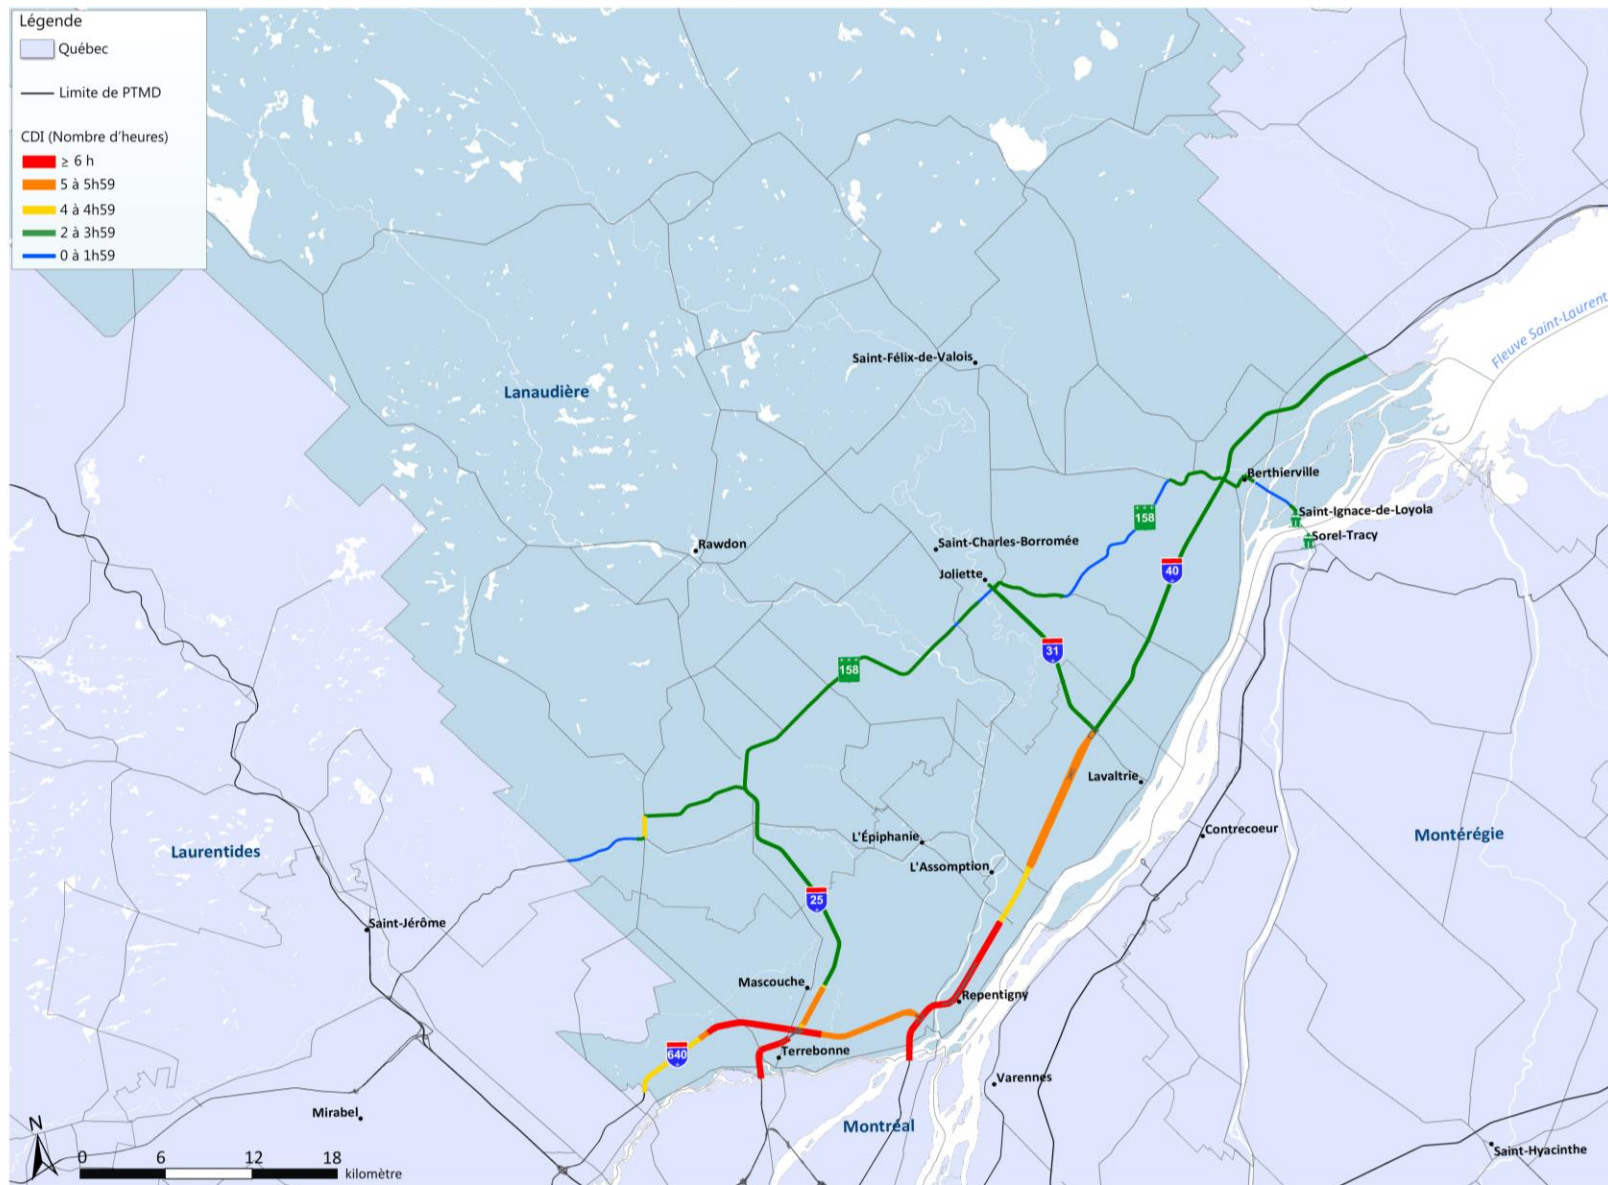 Légende
Québec
Limite de PTMD
CDI (Nombre d'heures)
≥ 6 h
5 à 5h59
4 à 4h59
2 à 3h59
0 à 1h59
Fleuve Saint-Laurent
Saint-Félix-de-Valois
Lanaudière
Berthierville
158
Saint-Ignace-de-Loyola
Sorel-Tracy
Rawdon
Saint-Charles-Borromée
Joliette
40
31
158
Lavaltrie
L'Épiphanie
Contrecoeur
Montérégie
Laurentides
L'Assomption
25
Saint-Jérôme
Mascouche
Repentigny
640
Terrebonne
Varennes
Mirabel
Montréal
Saint-Hyacinthe
N
0 6 12 18
kilomètre